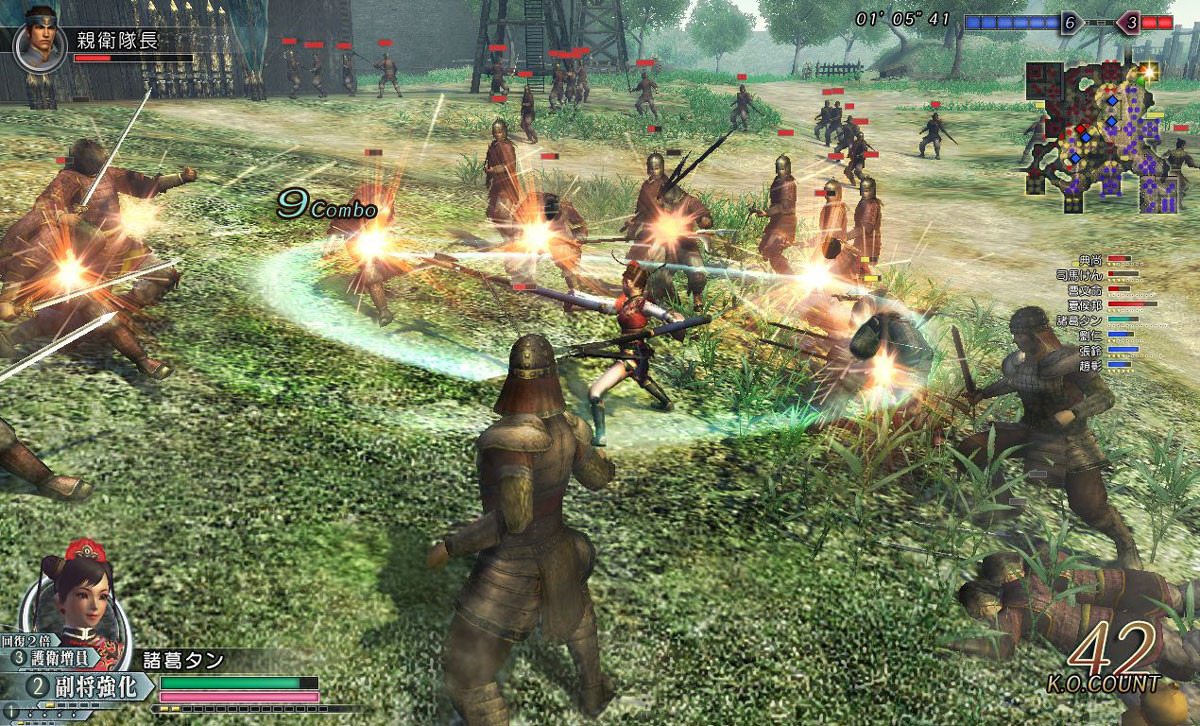 親衛隊長
01'05"41
6 3
9Combo
典尚
司馬けん
曹文命
夏侯邦
諸葛タン
劉仁
張鈴
趙彰
回復2倍
3 護衛増員
2 副将強化
1
諸葛タン
42
K.O.COUNT